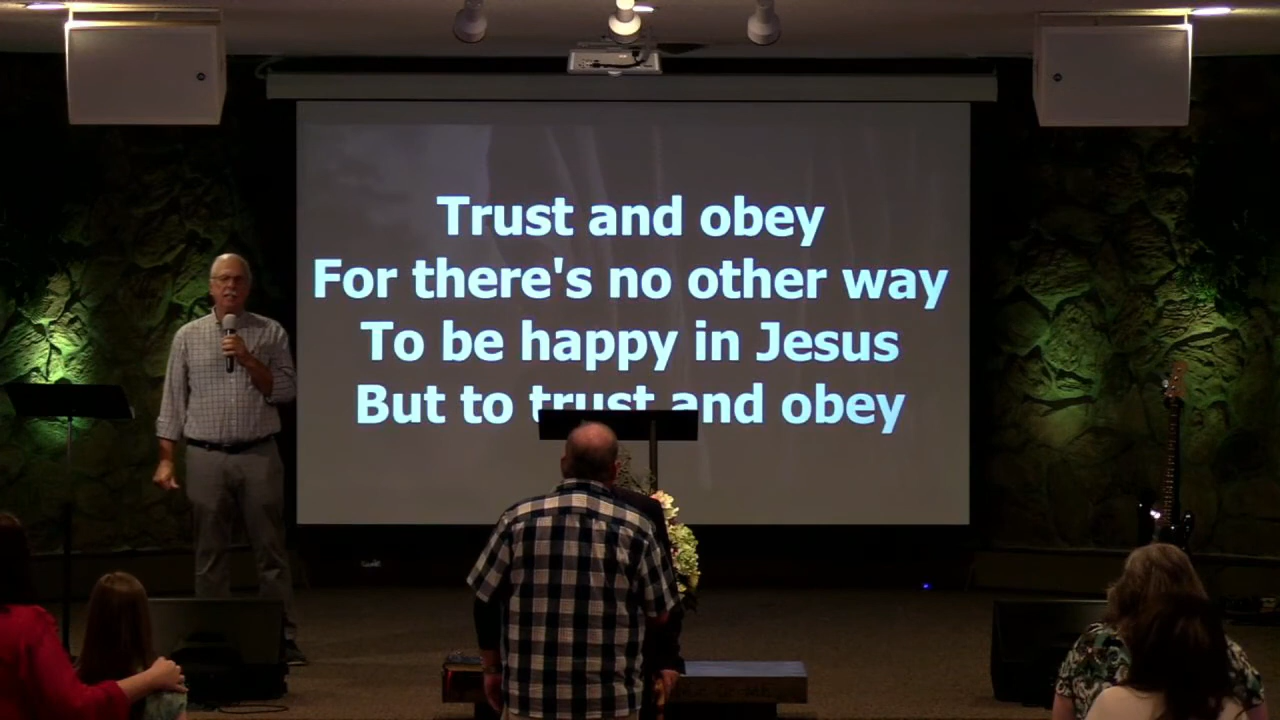 Trust and obey
For there's no other way
To be happy in Jesus
But to trust and obey